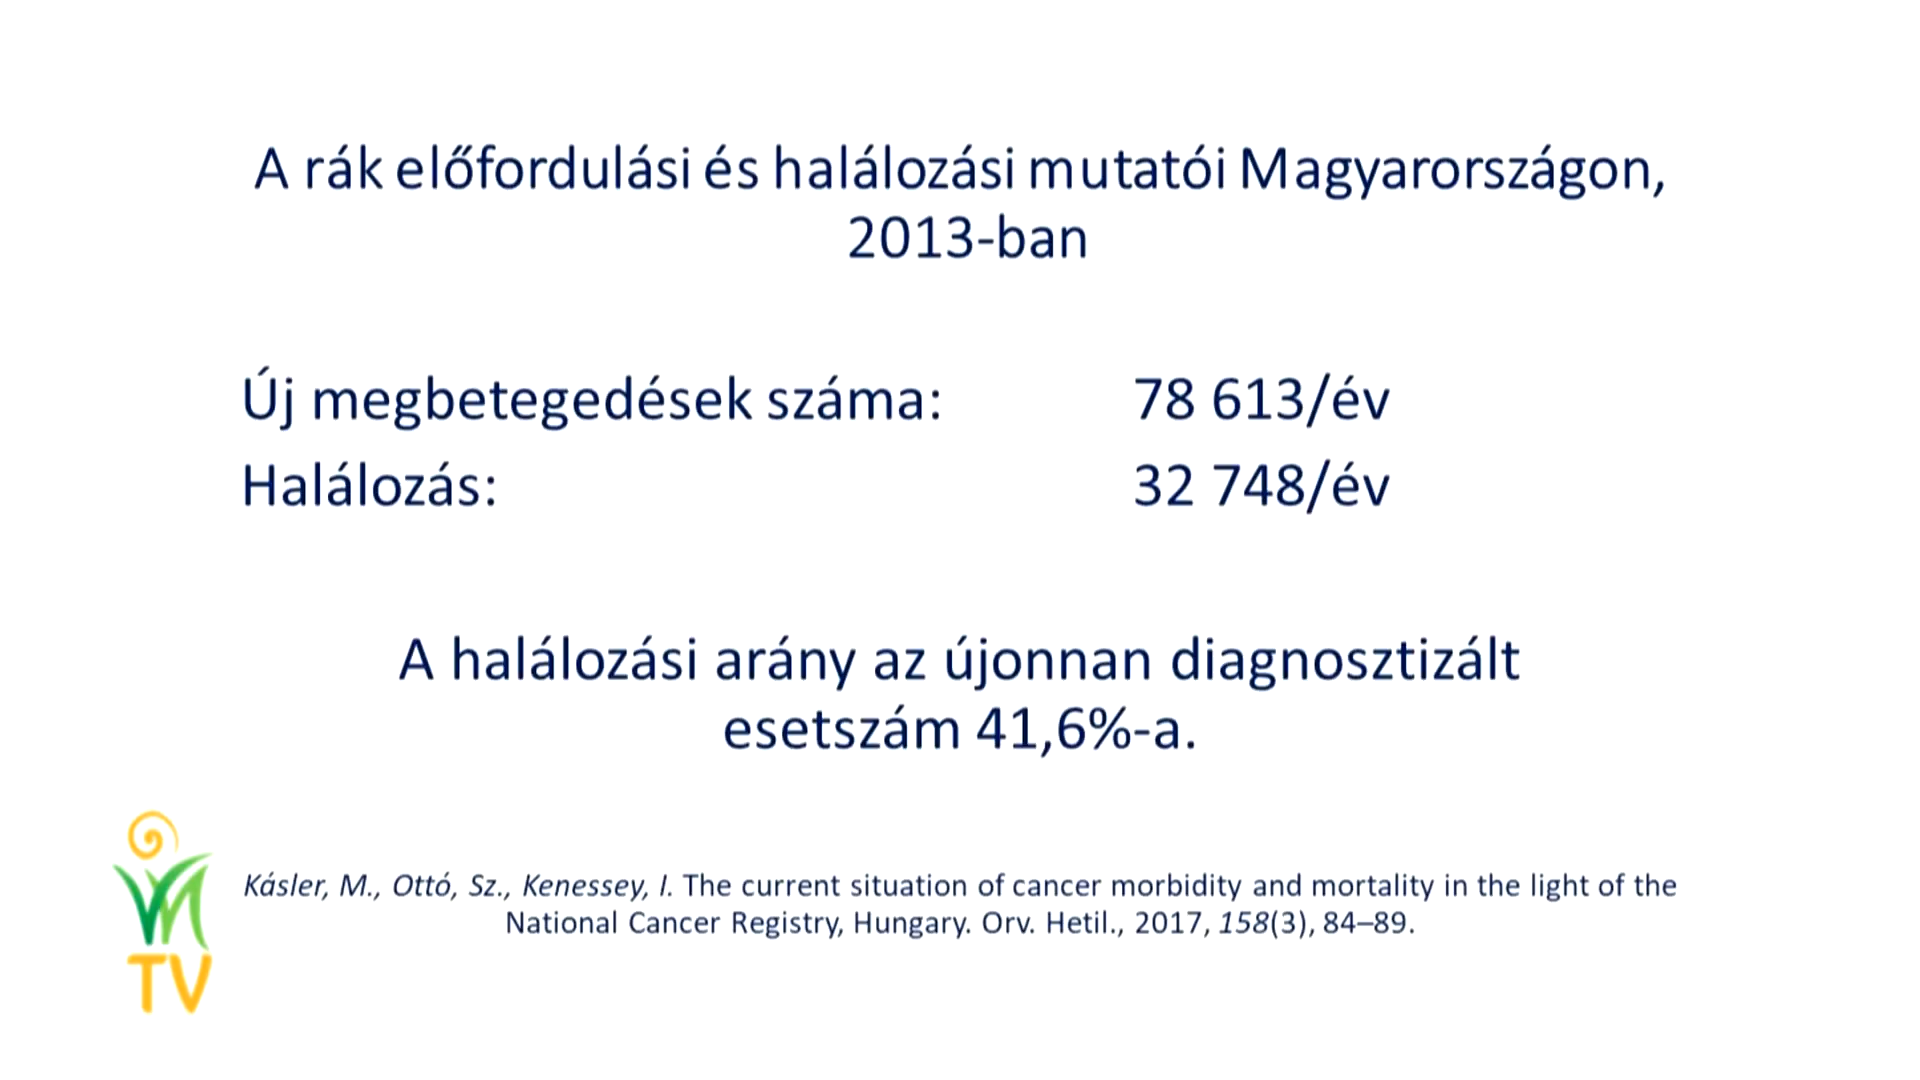 A rák előfordulási és halálozási mutatói Magyarországon,
2013-ban
Új megbetegedések száma: 78 613/év
Halálozás: 32 748/év
A halálozási arány az újonnan diagnosztizált
esetszám 41,6%-a.
Kásler, M., Ottó, Sz., Kenessey, I. The current situation of cancer morbidity and mortality in the light of the
National Cancer Registry, Hungary. Orv. Hetil., 2017, 158(3), 84–89.
TV